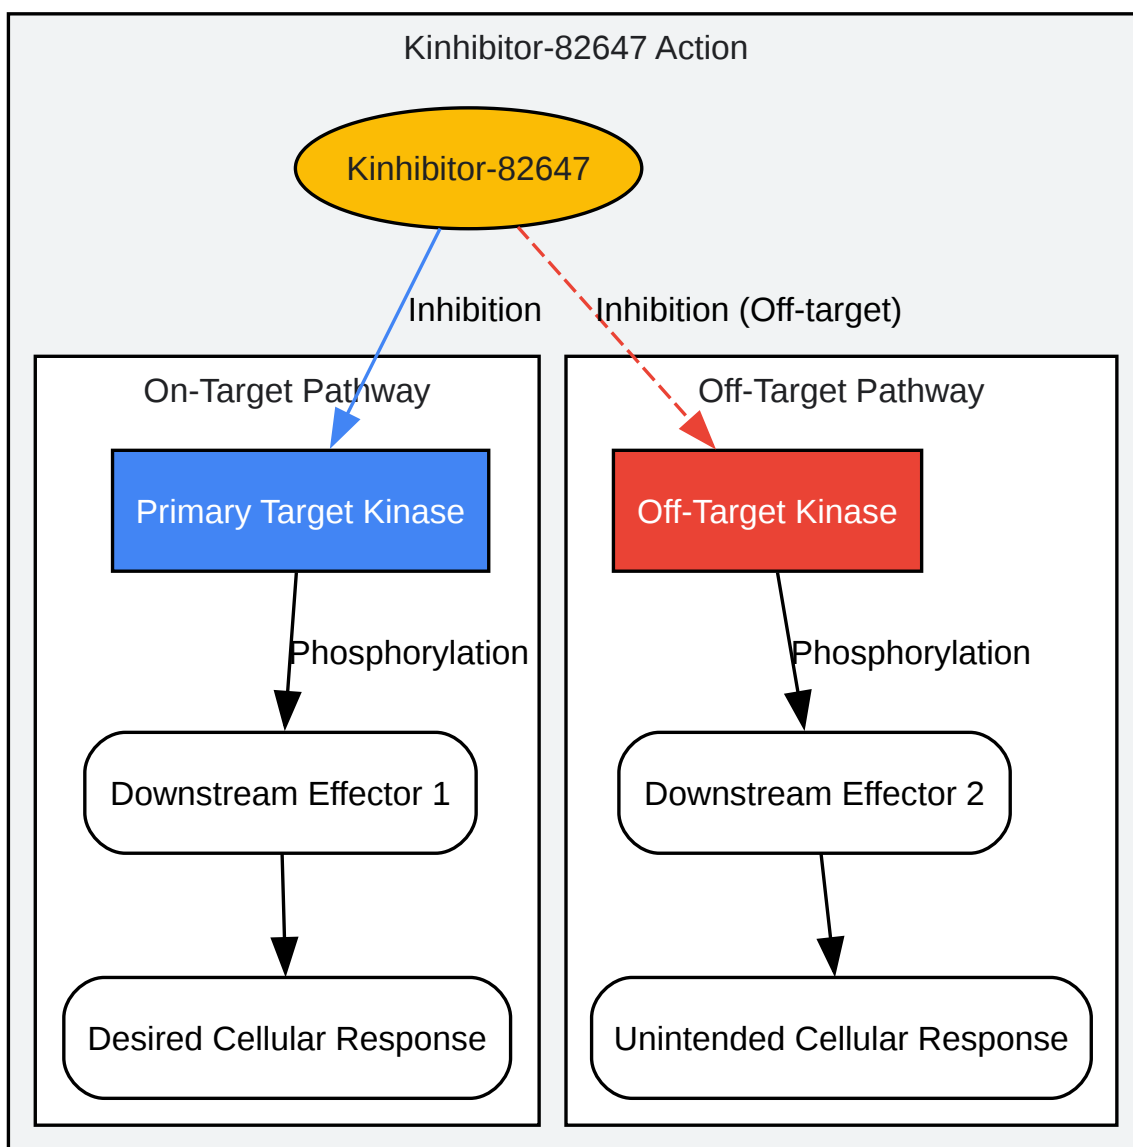 Kinhibitor-82647 Action
Kinhibitor-82647
Inhibition
Inhibition (Off-target)
On-Target Pathway
Off-Target Pathway
Primary Target Kinase
Off-Target Kinase
Phosphorylation
Phosphorylation
Downstream Effector 1
Downstream Effector 2
Desired Cellular Response
Unintended Cellular Response